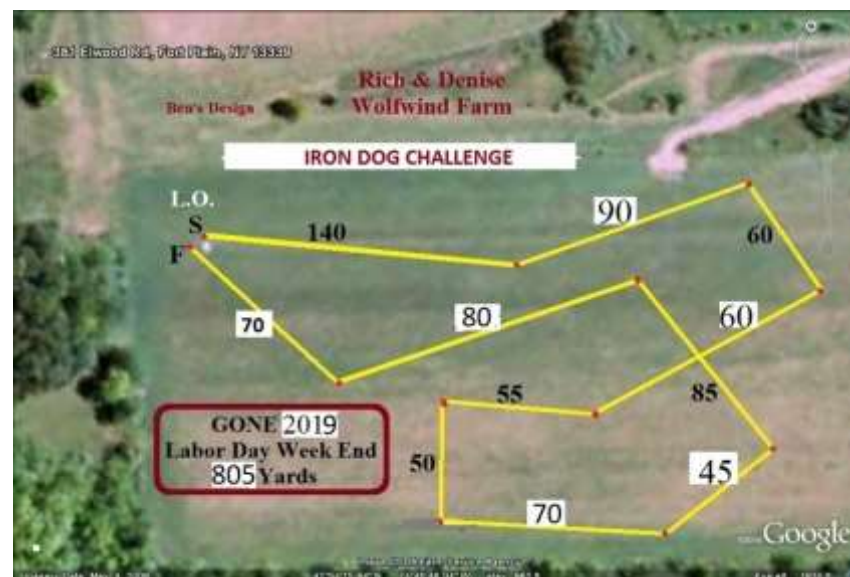 381 Elwood Rd, Fort Plain, NY 13339
Rich & Denise
Ben's Design
Wolfwind Farm
IRON DOG CHALLENGE
L.O.
S
140
90
60
F
70
80
60
55
85
GONE 2019
Labor Day Week End
805 Yards
50
45
70
Google